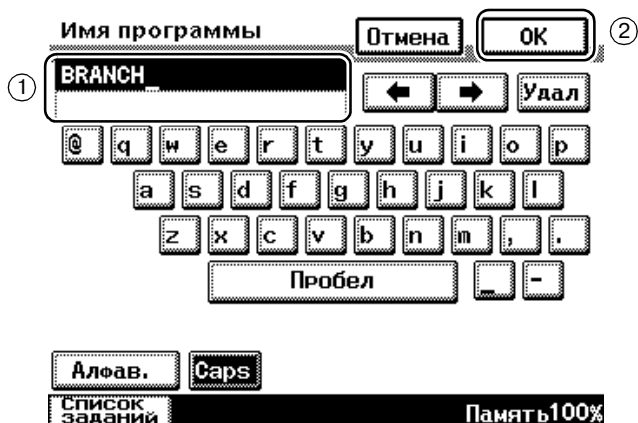 Имя программы
Отмена
OK
2
1
BRANCH_
← → Удал
@ q w e r t y u i o p
a s d f g h j k l
z x c v b n m , .
Пробел _ -
Алфав. Caps
Список
заданий
Память100%